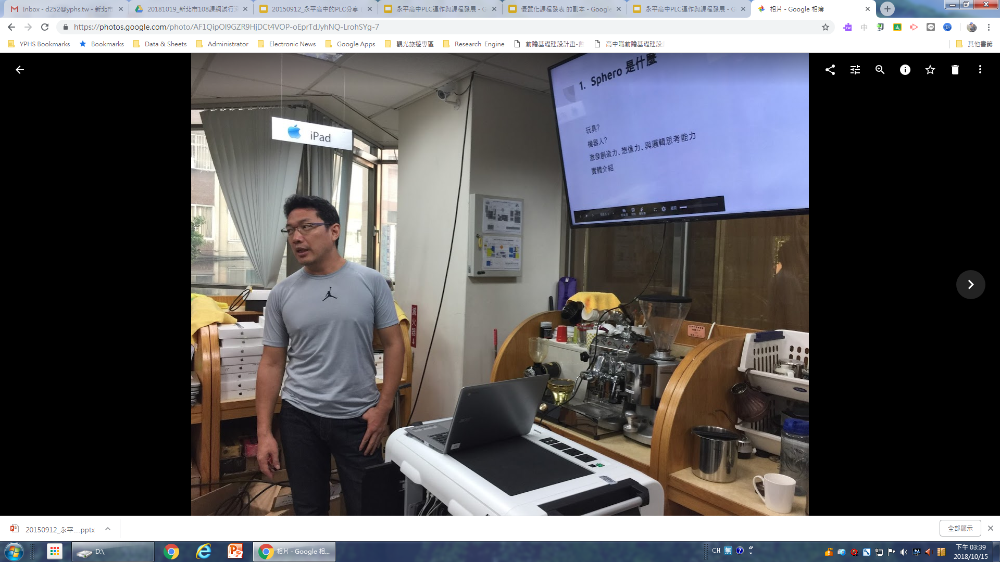 Inbox - d252@yphs.tw - 新北市
20181019_新北市108課綱試行
20150912_永平高中的PLC分享
永平高中PLC運作與課程發展 - G
優質化課程發表 的副本 - Google
永平高中PLC運作與課程發展 - G
相片 - Google 相簿
https://photos.google.com/photo/AF1QipOI9GZR9HjDCt4VOP-oEprTdJyhNQ-LrohSYg-7
YPHS Bookmarks
Bookmarks
Data & Sheets
Administrator
Electronic News
Google Apps
觀光旅遊專區
Research Engine
前瞻基礎建設計畫-
高中職前瞻基礎建設
其他書籤
1. Sphero 是什麼
iPad
玩具?
機器人?
激發創造力、想像力、與邏輯思考能力
實體介紹
滅火器
acer
20150912_永平....pptx
全部顯示
D:\
相片 - Google 相...
CH
無
下午 03:39
2018/10/15